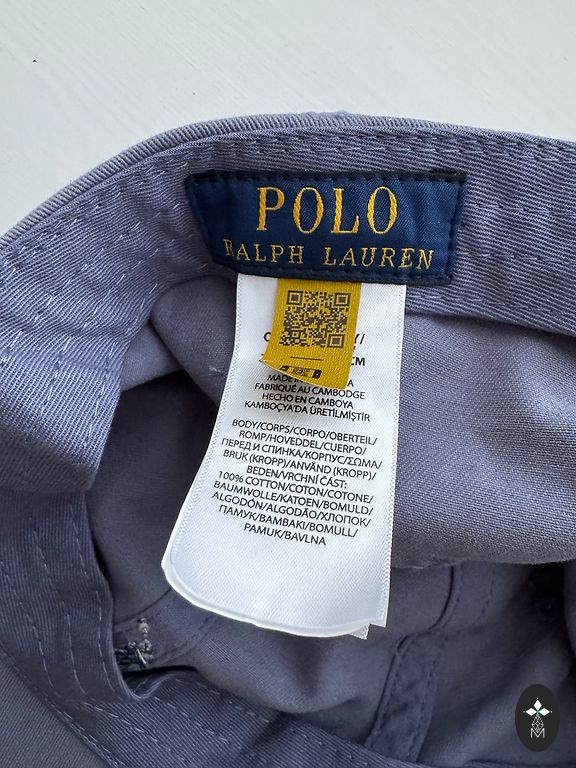 POLO
RALPH LAUREN
CM
MADE IN
FABRIQUÉ AU CAMBODGE
HECHO EN CAMBOYA
KAMBOÇYA'DA ÜRETİLMİŞTİR
BODY/CORPS/CORPO/OBERTEIL/
ROMP/HOVEDDEL/CUERPO/
ПЕРЕД И СПИНКА/КОРПУС/ΣΩΜΑ/
BRUK (KROPP)/ANVÄND (KROPP)/
BEDEN/VRCHNÍ ČÁST:
100% COTTON/COTON/COTONE/
BAUMWOLLE/KATOEN/BOMULD/
ALGODÓN/ALGODÃO/ХЛОПОК/
ПАМУК/ΒΑΜΒΑΚΙ/BOMULL/
PAMUK/BAVLNA
M